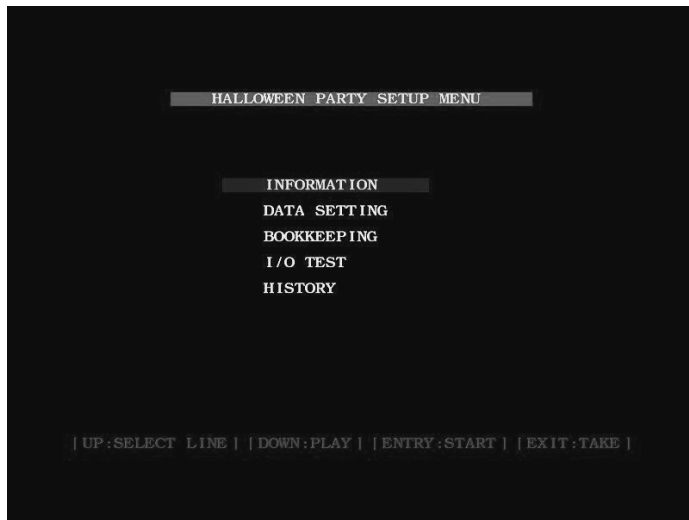 HALLOWEEN PARTY SETUP MENU
INFORMATION
DATA SETTING
BOOKKEEPING
I/O TEST
HISTORY
[UP:SELECT LINE] [DOWN:PLAY] [ENTRY:START] [EXIT:TAKE]